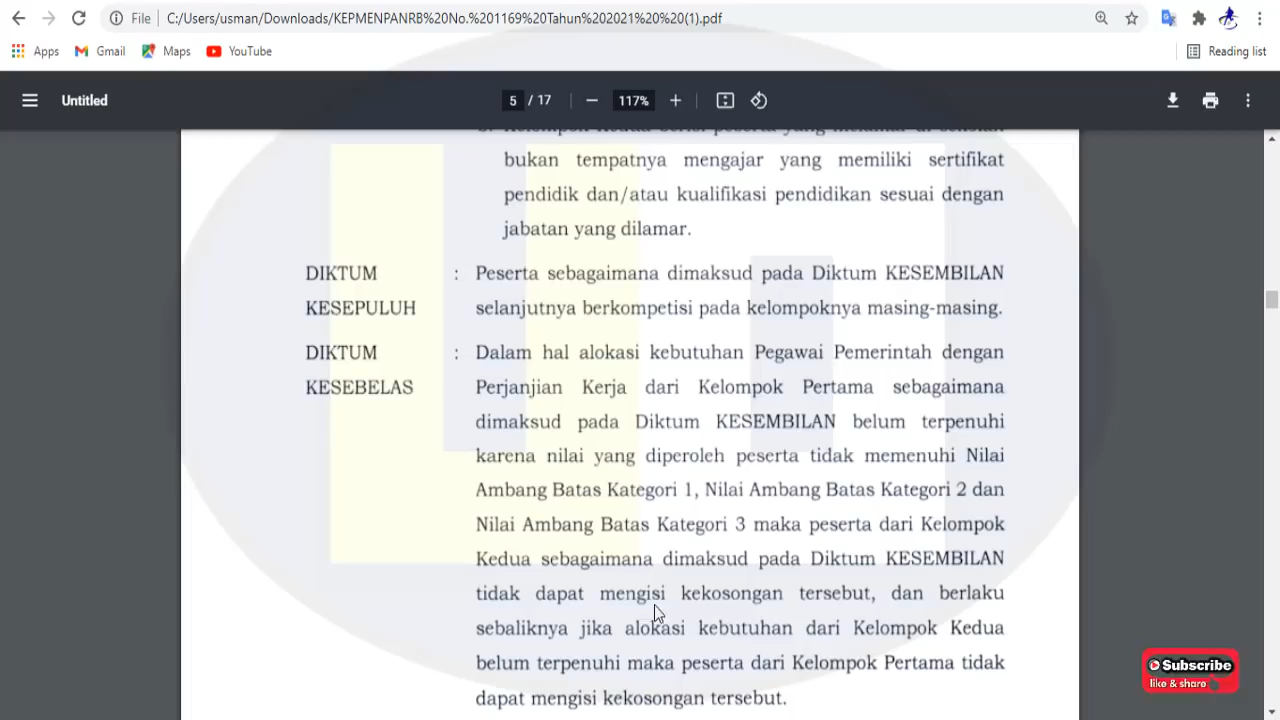 File
C:/Users/usman/Downloads/KEPMENPANRB%20No.%201169%20Tahun%202021%20%20(1).pdf
Apps Gmail Maps YouTube Reading list
Untitled 5 / 17 117%
bukan tempatnya mengajar yang memiliki sertifikat
pendidik dan/atau kualifikasi pendidikan sesuai dengan
jabatan yang dilamar.
DIKTUM : Peserta sebagaimana dimaksud pada Diktum KESEMBILAN
KESEPULUH selanjutnya berkompetisi pada kelompoknya masing-masing.
DIKTUM : Dalam hal alokasi kebutuhan Pegawai Pemerintah dengan
KESEBELAS Perjanjian Kerja dari Kelompok Pertama sebagaimana
dimaksud pada Diktum KESEMBILAN belum terpenuhi
karena nilai yang diperoleh peserta tidak memenuhi Nilai
Ambang Batas Kategori 1, Nilai Ambang Batas Kategori 2 dan
Nilai Ambang Batas Kategori 3 maka peserta dari Kelompok
Kedua sebagaimana dimaksud pada Diktum KESEMBILAN
tidak dapat mengisi kekosongan tersebut, dan berlaku
sebaliknya jika alokasi kebutuhan dari Kelompok Kedua
belum terpenuhi maka peserta dari Kelompok Pertama tidak
dapat mengisi kekosongan tersebut.
Subscribe
like & share